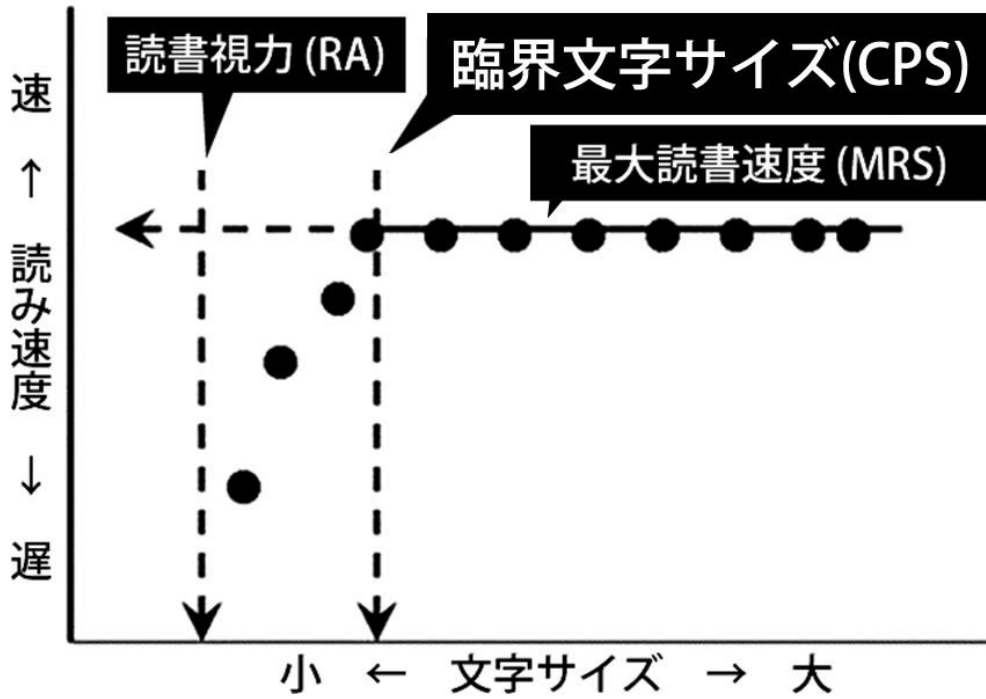 読書視力 (RA)
臨界文字サイズ(CPS)
最大読書速度 (MRS)
速 ↑ 読み速度 ↓ 遅
小 ← 文字サイズ → 大